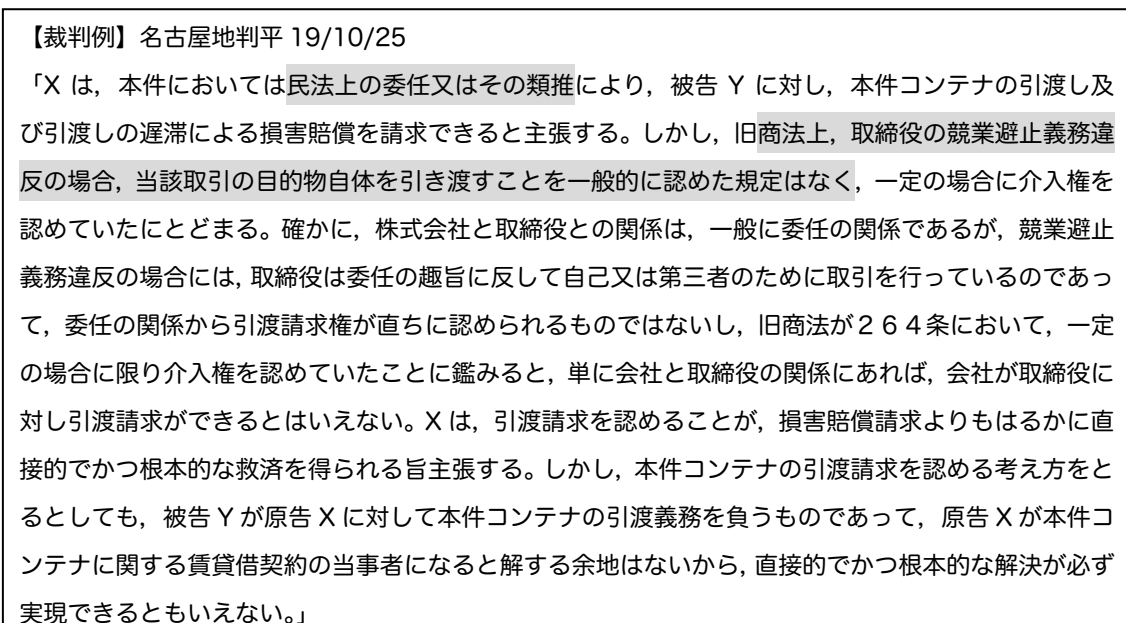 【裁判例】名古屋地判平 19/10/25
「X は，本件においては民法上の委任又はその類推により，被告 Y に対し，本件コンテナの引渡し及
び引渡しの遅滞による損害賠償を請求できると主張する。しかし，旧商法上，取締役の競業避止義務違
反の場合，当該取引の目的物自体を引き渡すことを一般的に認めた規定はなく，一定の場合に介入権を
認めていたにとどまる。確かに，株式会社と取締役との関係は，一般に委任の関係であるが，競業避止
義務違反の場合には，取締役は委任の趣旨に反して自己又は第三者のために取引を行っているのであっ
て，委任の関係から引渡請求権が直ちに認められるものではないし，旧商法が２６４条において，一定
の場合に限り介入権を認めていたことに鑑みると，単に会社と取締役の関係にあれば，会社が取締役に
対し引渡請求ができるとはいえない。X は，引渡請求を認めることが，損害賠償請求よりもはるかに直
接的でかつ根本的な救済を得られる旨主張する。しかし，本件コンテナの引渡請求を認める考え方をと
るとしても，被告 Y が原告 X に対して本件コンテナの引渡義務を負うものであって，原告 X が本件コ
ンテナに関する賃貸借契約の当事者になると解する余地はないから，直接的でかつ根本的な解決が必ず
実現できるともいえない。」